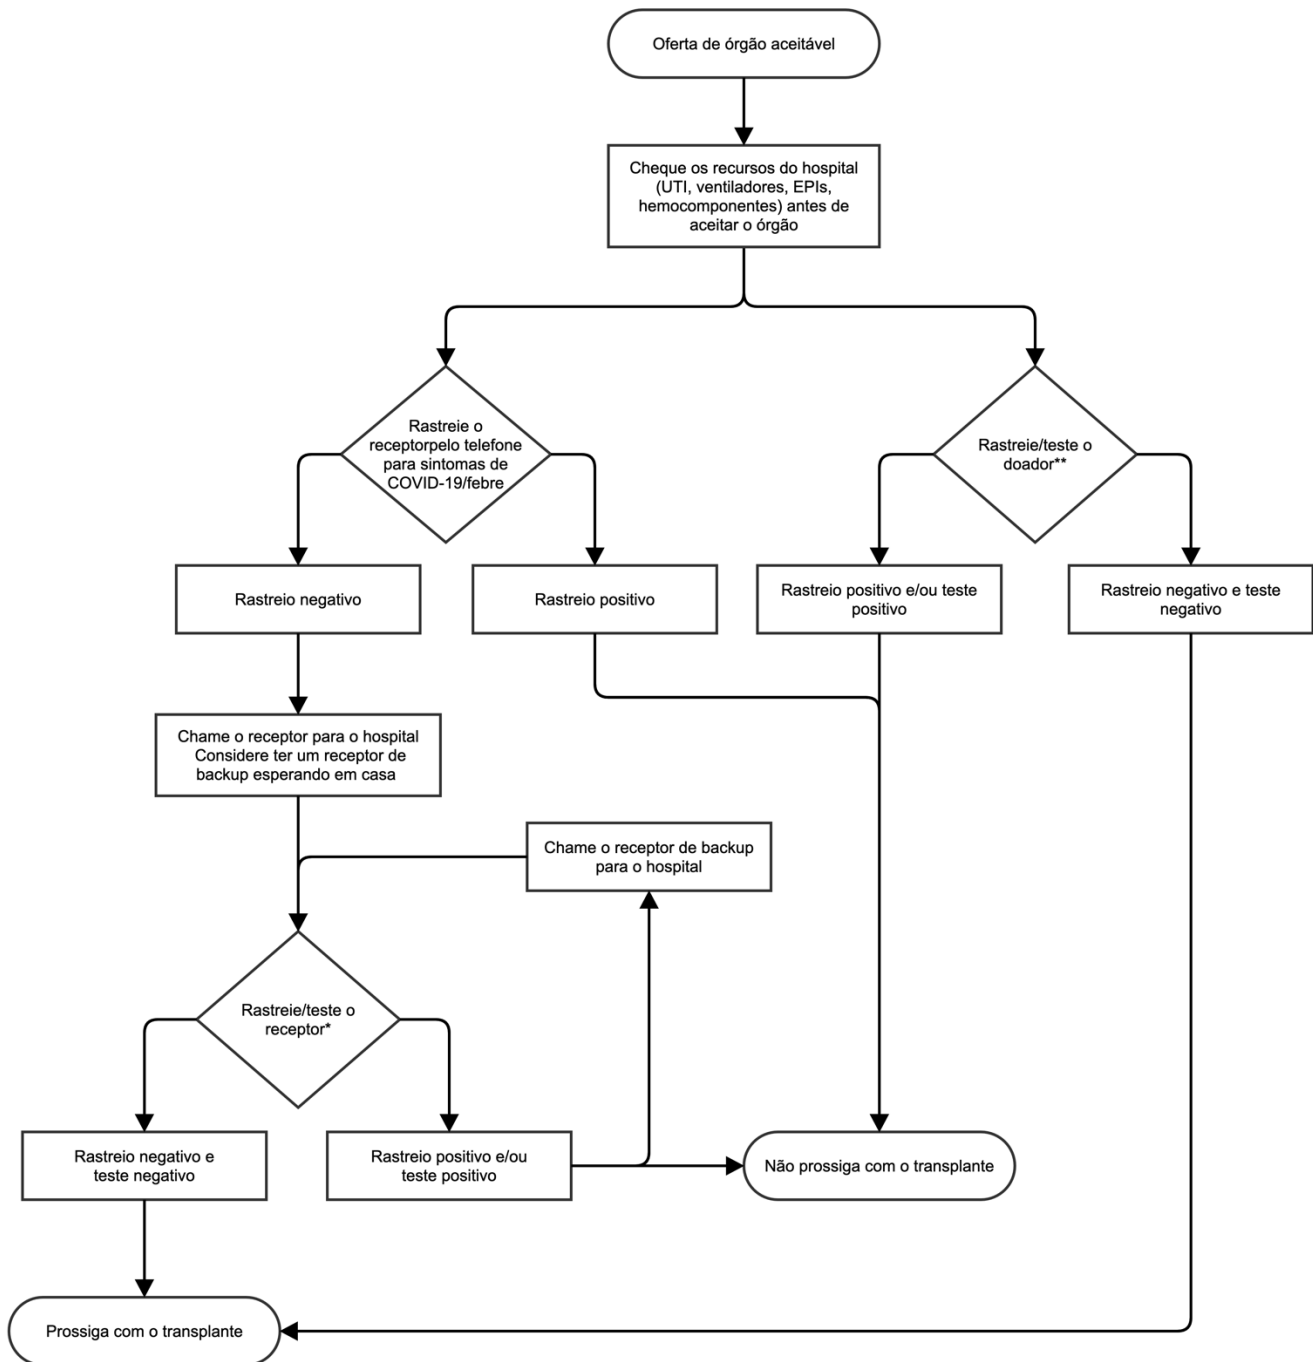 Oferta de órgão aceitável
Cheque os recursos do hospital
(UTI, ventiladores, EPIs,
hemocomponentes) antes de
aceitar o órgão
Rastreie o
receptorpelo telefone
para sintomas de
COVID-19/febre
Rastreie/teste o
doador**
Rastreio negativo
Rastreio positivo
Rastreio positivo e/ou teste
positivo
Rastreio negativo e teste
negativo
Chame o receptor para o hospital
Considere ter um receptor de
backup esperando em casa
Chame o receptor de backup
para o hospital
Rastreie/teste o
receptor*
Rastreio negativo e
teste negativo
Rastreio positivo e/ou
teste positivo
Não prossiga com o transplante
Prossiga com o transplante